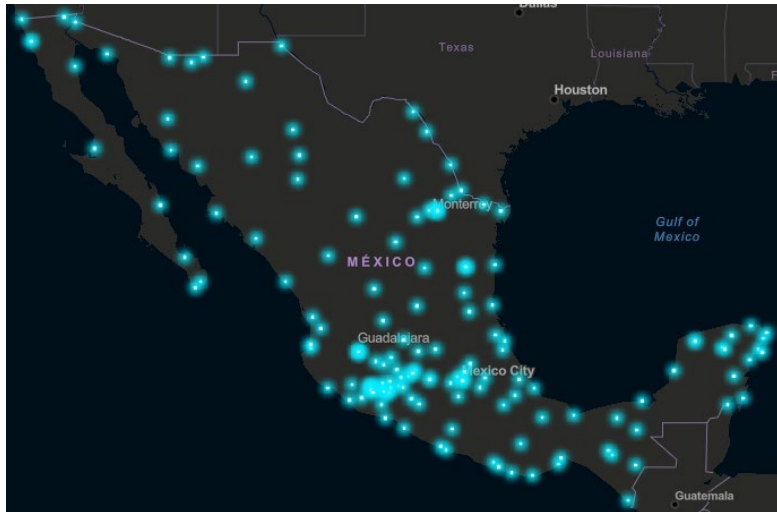 Dallas
Texas
Louisiana
Houston
Monterrey
Gulf of
Mexico
MÉXICO
Guadalajara
Mexico City
Guatemala